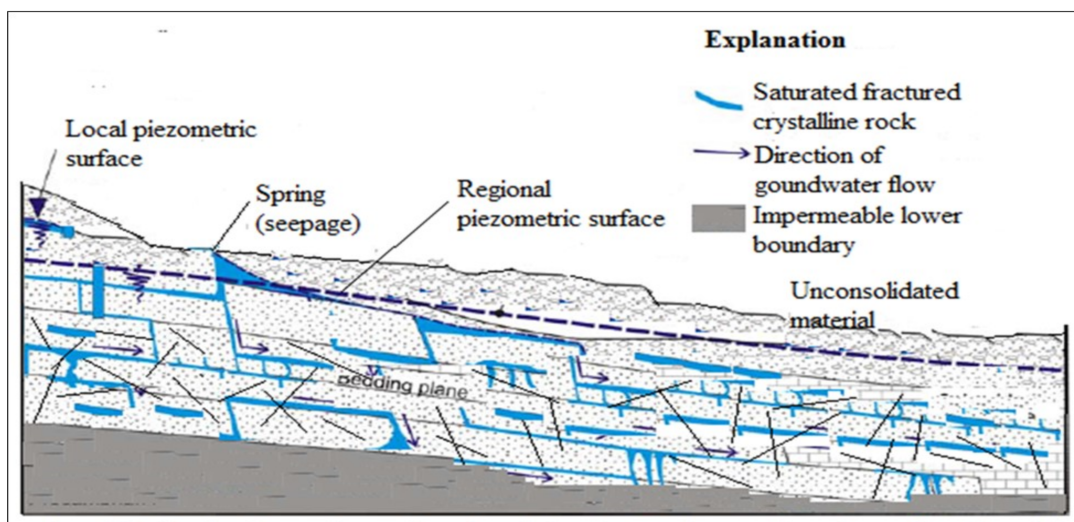 Explanation
Saturated fractured
crystalline rock
Direction of
goundwater flow
Impermeable lower
boundary
Local piezometric
surface
Spring
(seepage)
Regional
piezometric surface
Unconsolidated
material
Bedding plane